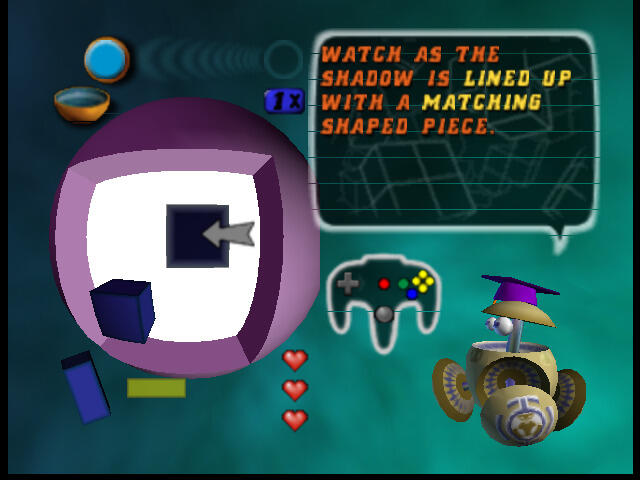 1X
WATCH AS THE
SHADOW IS LINED UP
WITH A MATCHING
SHAPED PIECE.